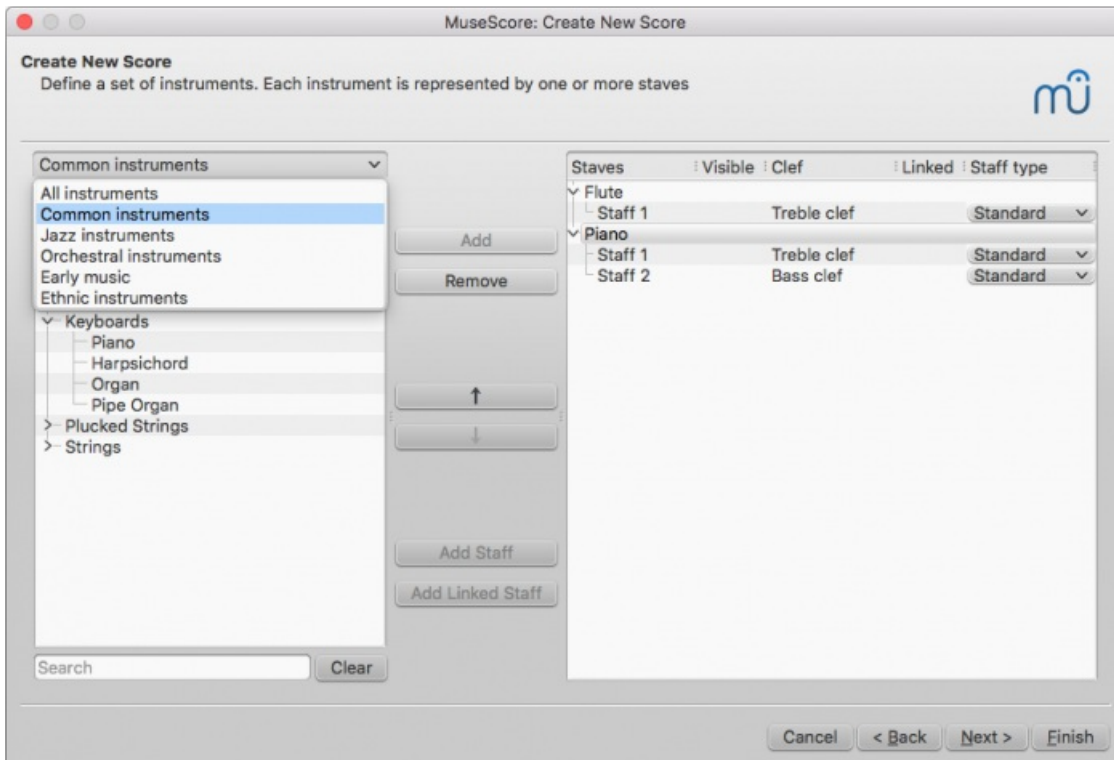 MuseScore: Create New Score
Create New Score
Define a set of instruments. Each instrument is represented by one or more staves
mu
Common instruments
All instruments
Common instruments
Jazz instruments
Orchestral instruments
Early music
Ethnic instruments
Keyboards
Piano
Harpsichord
Organ
Pipe Organ
Plucked Strings
Strings
Search
Clear
Add
Remove
↑
↓
Add Staff
Add Linked Staff
Staves Visible Clef Linked Staff type
Flute
Staff 1 Treble clef Standard
Piano
Staff 1 Treble clef Standard
Staff 2 Bass clef Standard
Cancel < Back Next > Finish